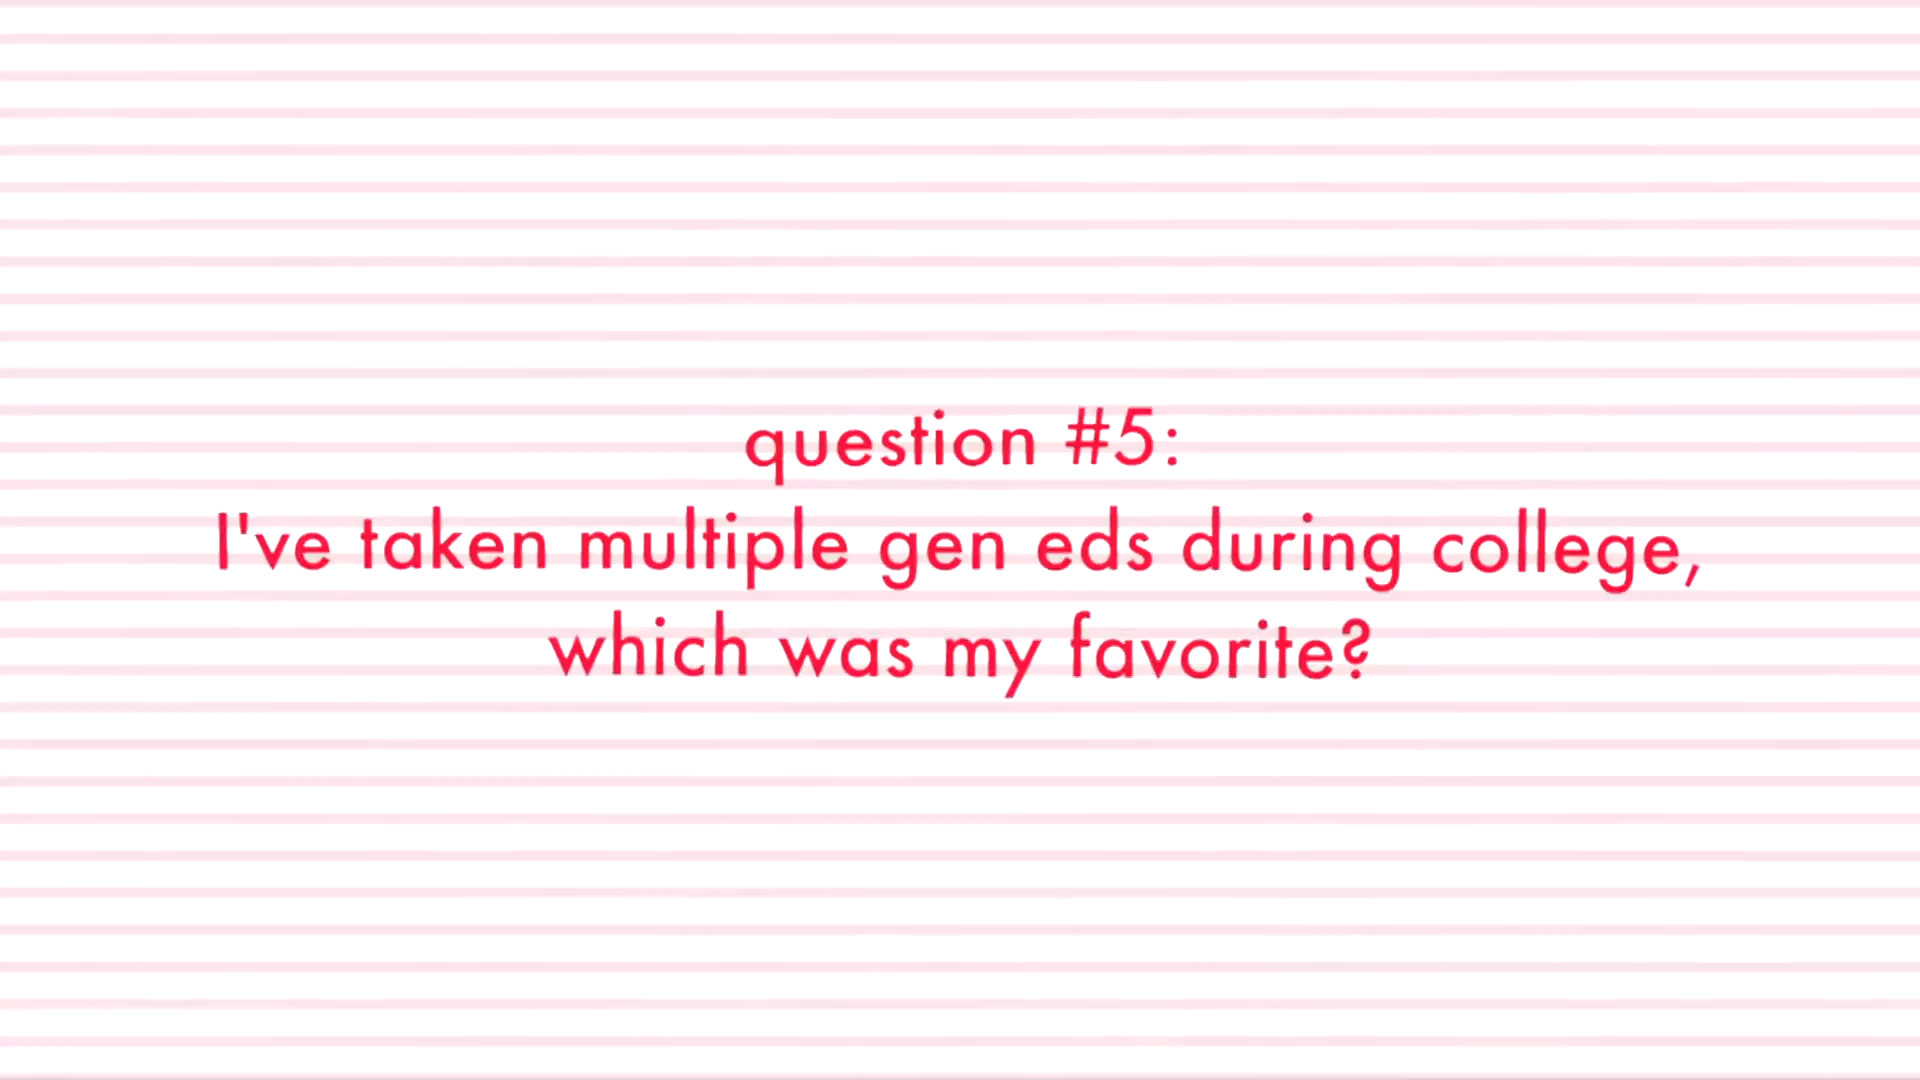 question #5:
I've taken multiple gen eds during college,
which was my favorite?